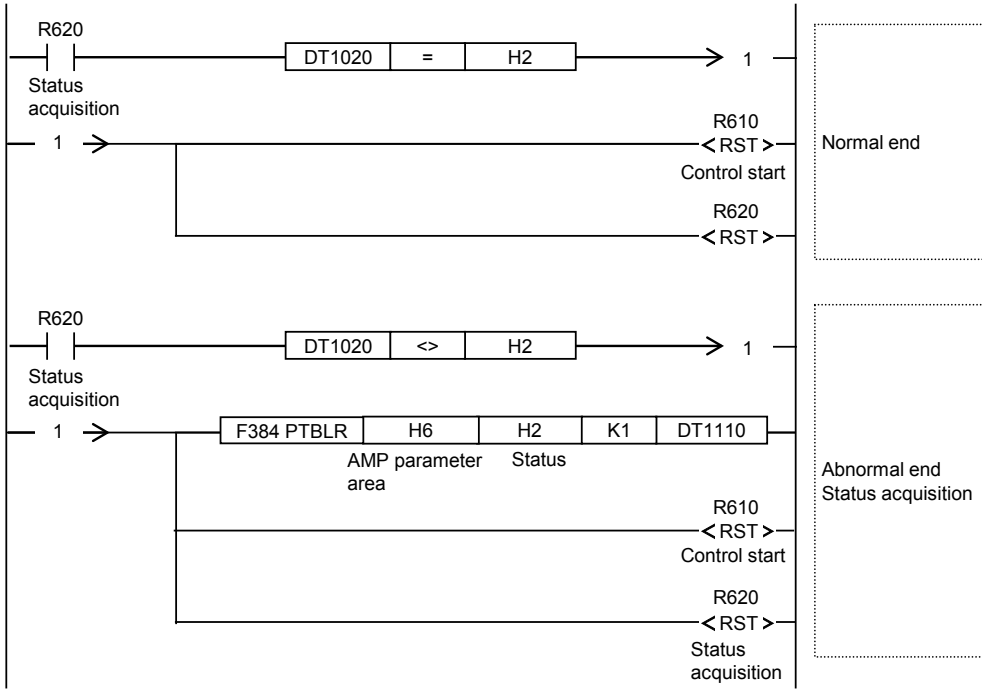 R620
DT1020 = H2 1
Status
acquisition
R610
1 < RST >
Control start
Normal end
R620
< RST >
R620
DT1020 <> H2 1
Status
acquisition
1 F384 PTBLR H6 H2 K1 DT1110
AMP parameter
area
Status
Abnormal end
Status acquisition
R610
< RST >
Control start
R620
< RST >
Status
acquisition